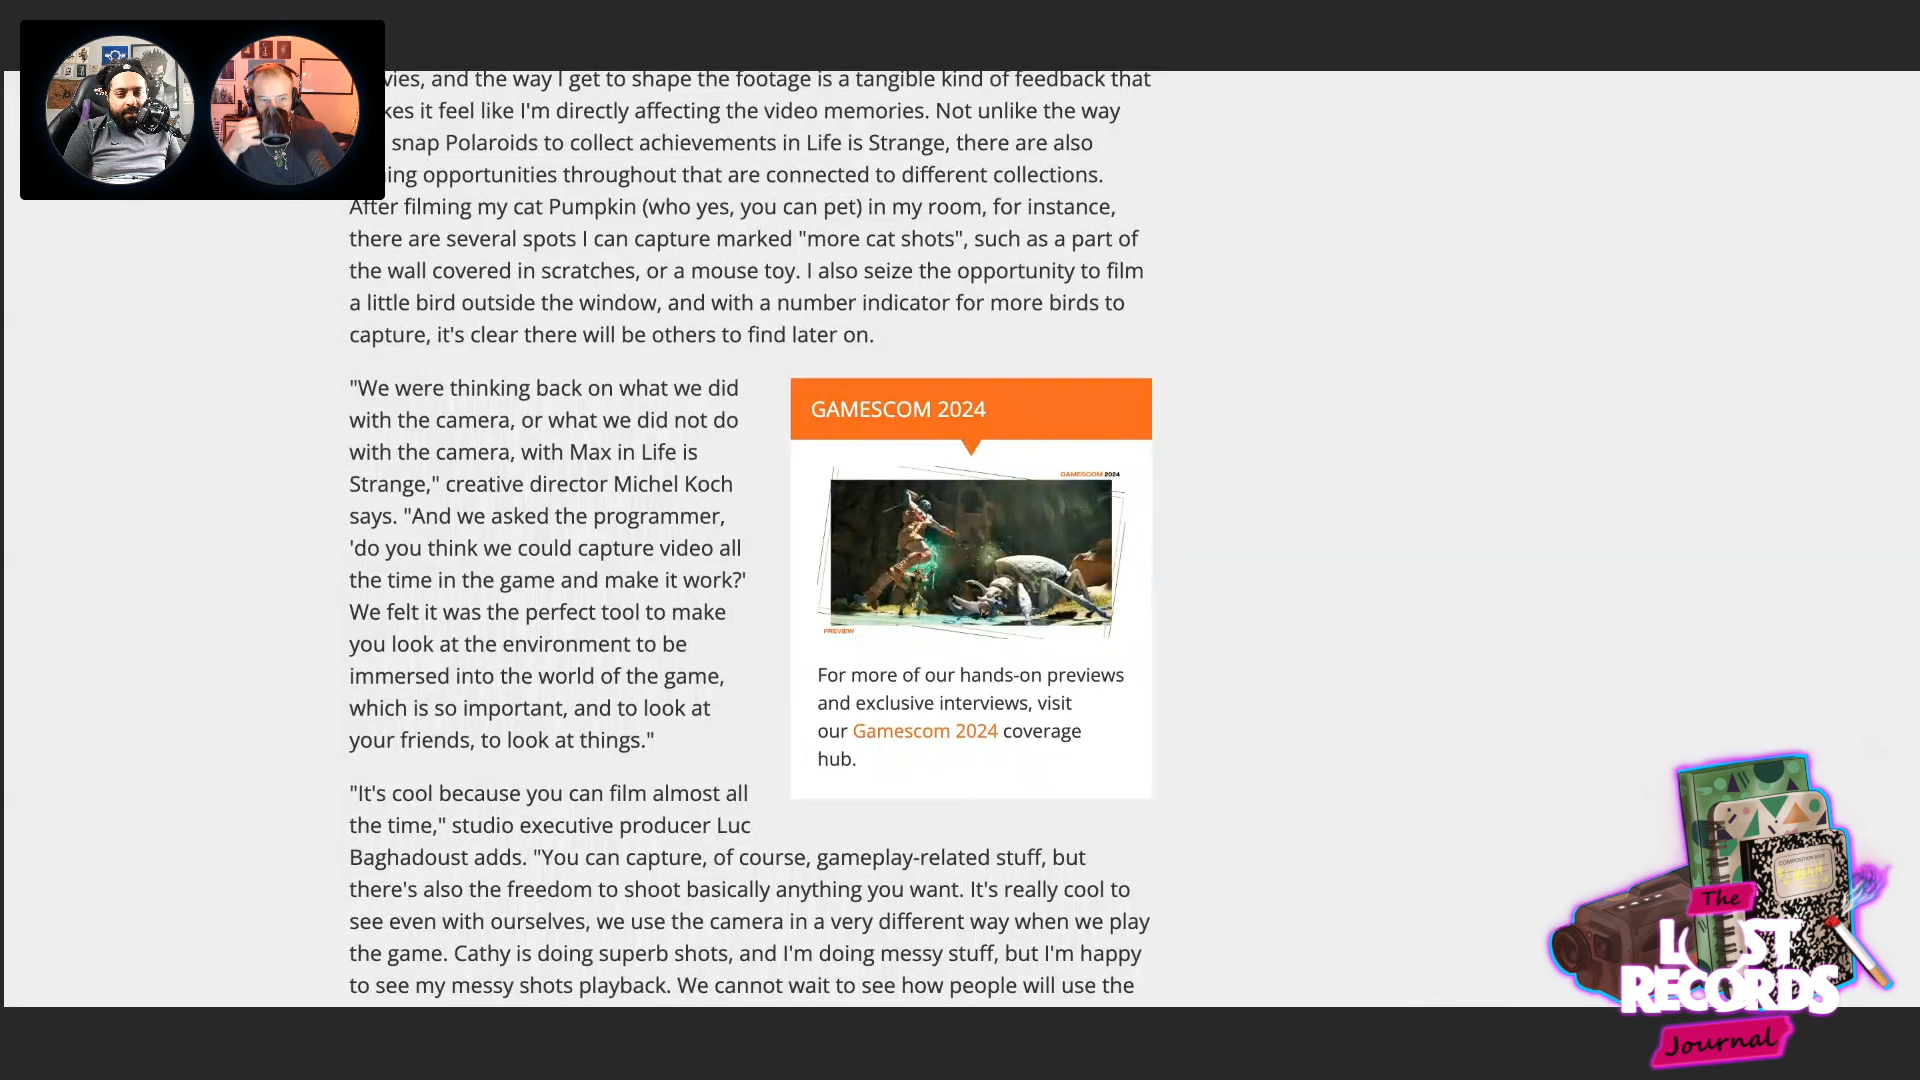 vies, and the way I get to shape the footage is a tangible kind of feedback that
kes it feel like I'm directly affecting the video memories. Not unlike the way
snap Polaroids to collect achievements in Life is Strange, there are also
ing opportunities throughout that are connected to different collections.
After filming my cat Pumpkin (who yes, you can pet) in my room, for instance,
there are several spots I can capture marked "more cat shots", such as a part of
the wall covered in scratches, or a mouse toy. I also seize the opportunity to film
a little bird outside the window, and with a number indicator for more birds to
capture, it's clear there will be others to find later on.
"We were thinking back on what we did
with the camera, or what we did not do
with the camera, with Max in Life is
Strange," creative director Michel Koch
says. "And we asked the programmer,
'do you think we could capture video all
the time in the game and make it work?'
We felt it was the perfect tool to make
you look at the environment to be
immersed into the world of the game,
which is so important, and to look at
your friends, to look at things."
GAMESCOM 2024
GAMESCOM 2024
PREVIEW
For more of our hands-on previews
and exclusive interviews, visit
our Gamescom 2024 coverage
hub.
"It's cool because you can film almost all
the time," studio executive producer Luc
Baghadoust adds. "You can capture, of course, gameplay-related stuff, but
there's also the freedom to shoot basically anything you want. It's really cool to
see even with ourselves, we use the camera in a very different way when we play
the game. Cathy is doing superb shots, and I'm doing messy stuff, but I'm happy
to see my messy shots playback. We cannot wait to see how people will use the
COMPOSITION BOOK
The
LOST
RECORDS
Journal